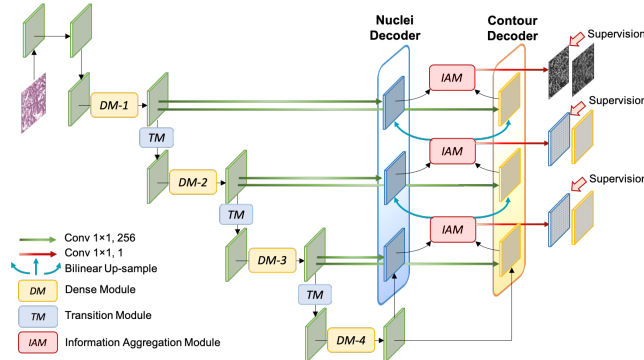 Nuclei
Decoder
Contour
Decoder
Supervision
IAM
DM-1
Supervision
TM
IAM
DM-2
Supervision
TM
IAM
Conv 1×1, 256
Conv 1×1, 1
Bilinear Up-sample
DM-3
DM Dense Module
TM
TM Transition Module
DM-4
IAM Information Aggregation Module